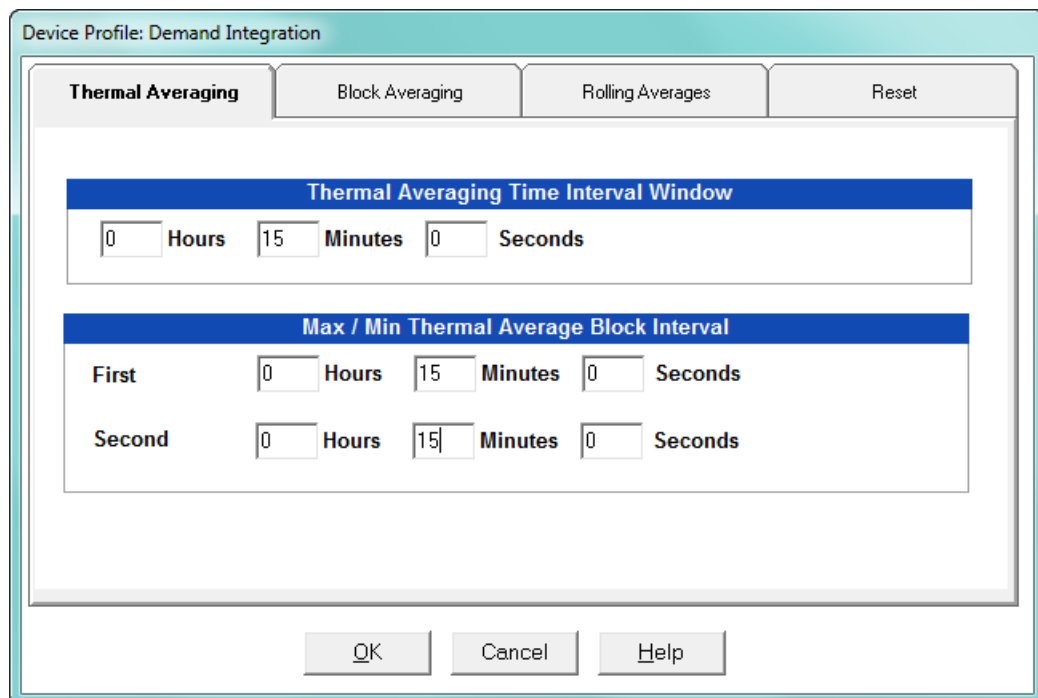 Device Profile: Demand Integration
Thermal Averaging Block Averaging Rolling Averages Reset
Thermal Averaging Time Interval Window
0 Hours 15 Minutes 0 Seconds
Max / Min Thermal Average Block Interval
First 0 Hours 15 Minutes 0 Seconds
Second 0 Hours 15 Minutes 0 Seconds
OK Cancel Help